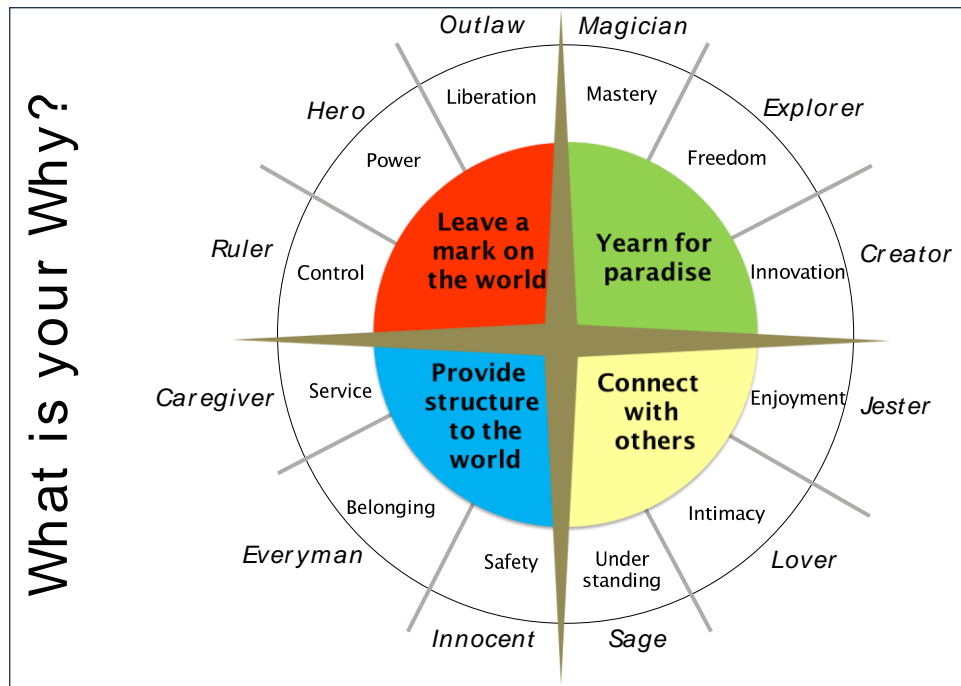 What is your Why?
Outlaw
Magician
Hero
Explorer
Liberation
Mastery
Power
Freedom
Leave a
mark on
the world
Yearn for
paradise
Ruler
Creator
Control
Innovation
Caregiver
Service
Provide
structure
to the
world
Connect
with
others
Enjoyment
Jester
Belonging
Intimacy
Everyman
Safety
Under
standing
Lover
Innocent
Sage